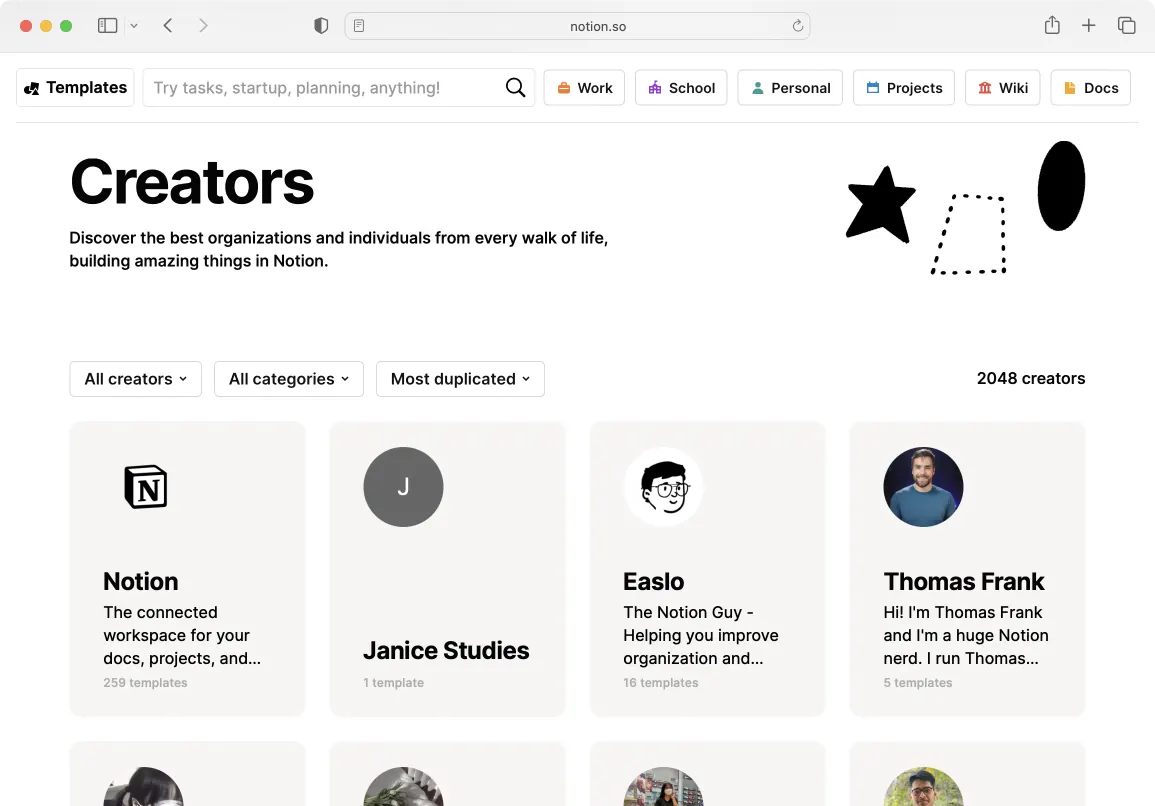 notion.so
Templates
Try tasks, startup, planning, anything!
Work
School
Personal
Projects
Wiki
Docs
Creators
Discover the best organizations and individuals from every walk of life,
building amazing things in Notion.
All creators
All categories
Most duplicated
2048 creators
N
Notion
The connected
workspace for your
docs, projects, and...
259 templates
J
Janice Studies
1 template
Easlo
The Notion Guy -
Helping you improve
organization and...
16 templates
Thomas Frank
Hi! I'm Thomas Frank
and I'm a huge Notion
nerd. I run Thomas...
5 templates